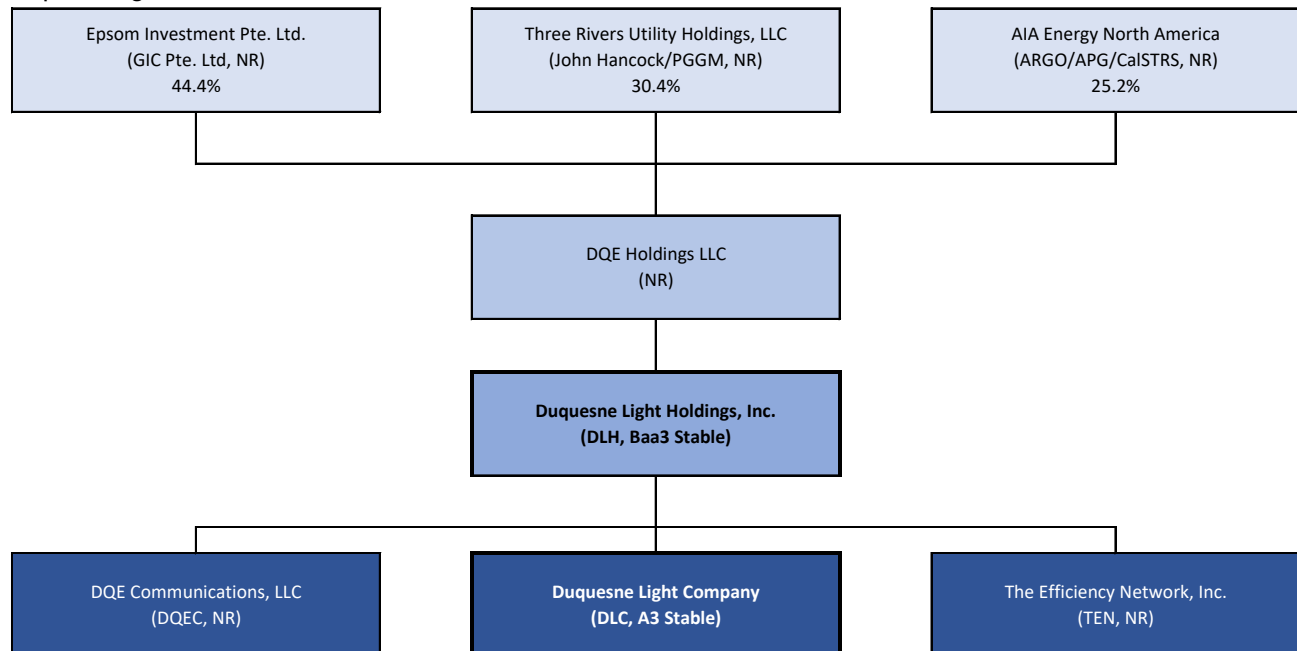 Epsom Investment Pte. Ltd.
(GIC Pte. Ltd, NR)
44.4%
Three Rivers Utility Holdings, LLC
(John Hancock/PGGM, NR)
30.4%
AIA Energy North America
(ARGO/APG/CalSTRS, NR)
25.2%
DQE Holdings LLC
(NR)
Duquesne Light Holdings, Inc.
(DLH, Baa3 Stable)
DQE Communications, LLC
(DQEC, NR)
Duquesne Light Company
(DLC, A3 Stable)
The Efficiency Network, Inc.
(TEN, NR)